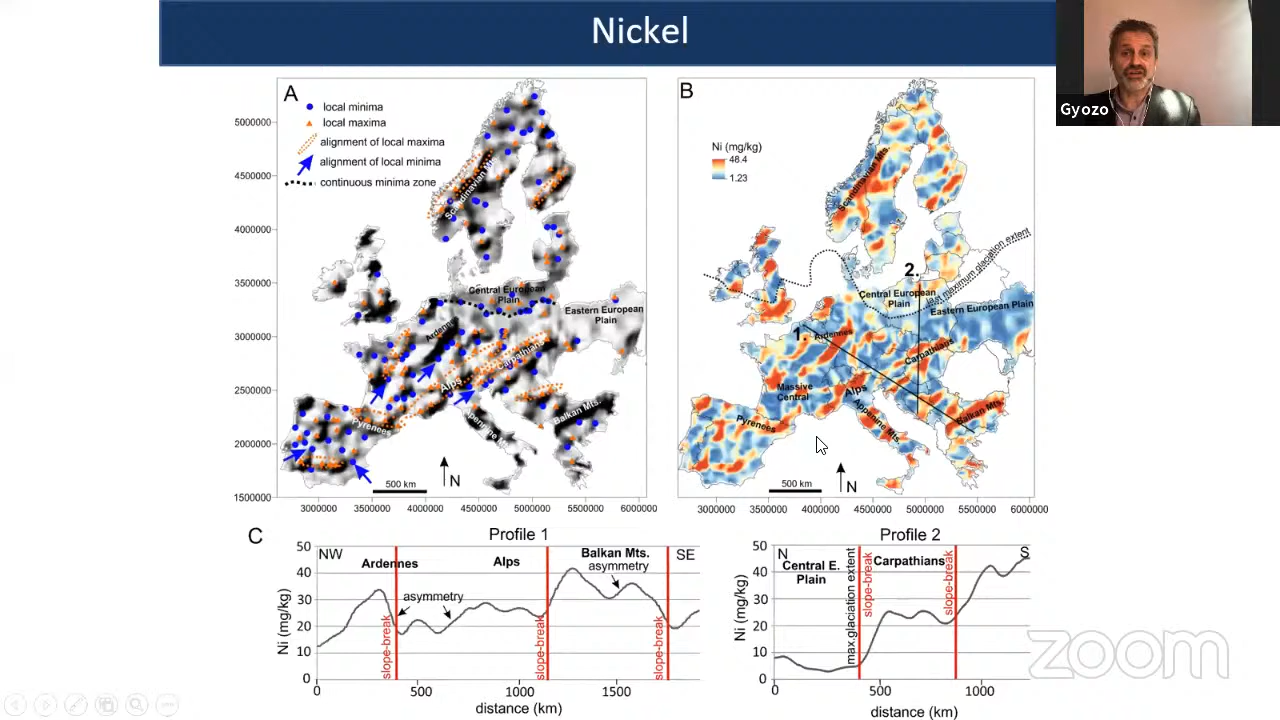 Nickel
Gyozo
A
local minima
local maxima
alignment of local maxima
alignment of local minima
continuous minima zone
5000000
4500000
4000000
3500000
3000000
2500000
2000000
1500000
Scandinavian Mt
Central European
Plain
Eastern European
Plain
Ardenne
Carpathians
Alps
Pyrenees
Balkan Mts.
500 km
N
3000000 3500000 4000000 4500000 5000000 5500000 6000000
B
Ni (mg/kg)
48.4
1.23
Scandinavian Mts.
last maximum glaciation extent
2.
Central European
Plain
Eastern European Plain
1.
Ardennes
Carpathians
Massive
Central
Alps
Appenine Mts.
Balkan Mts.
Pyrenees
500 km
N
3000000 3500000 4000000 4500000 5000000 5500000 6000000
C
Profile 1
NW
Ardennes
Alps
Balkan Mts.
asymmetry
SE
asymmetry
slope-break
slope-break
slope-break
Ni (mg/kg)
50
40
30
20
10
0
0 500 1000 1500
distance (km)
Profile 2
N
Central E.
Plain
max.glaciation extent
slope-break
Carpathians
slope-break
S
Ni (mg/kg)
50
40
30
20
10
0
0 500 1000
distance (km)
zoom